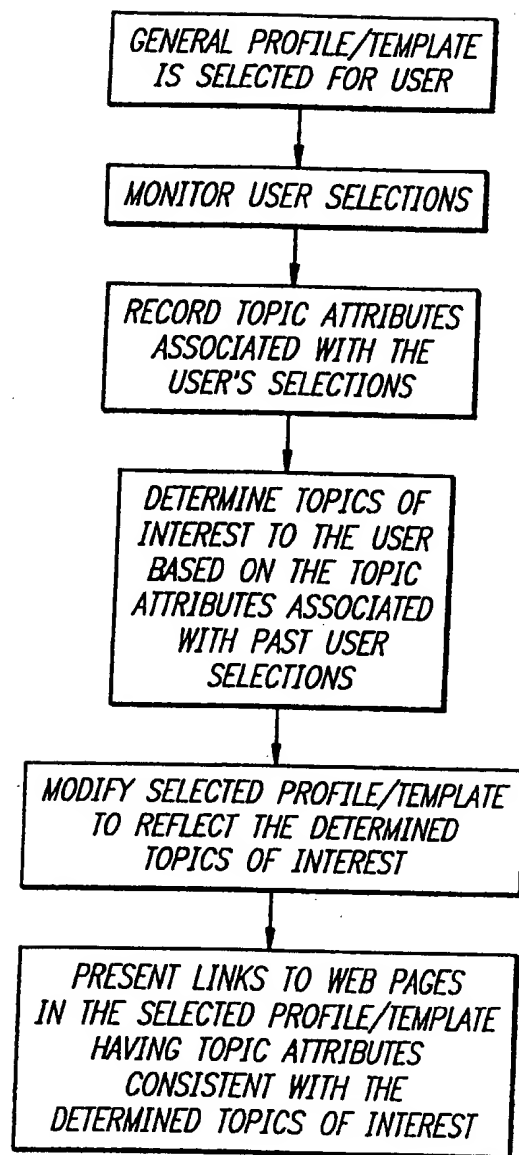 GENERAL PROFILE/TEMPLATE
IS SELECTED FOR USER
MONITOR USER SELECTIONS
RECORD TOPIC ATTRIBUTES
ASSOCIATED WITH THE
USER'S SELECTIONS
DETERMINE TOPICS OF
INTEREST TO THE USER
BASED ON THE TOPIC
ATTRIBUTES ASSOCIATED
WITH PAST USER
SELECTIONS
MODIFY SELECTED PROFILE/TEMPLATE
TO REFLECT THE DETERMINED
TOPICS OF INTEREST
PRESENT LINKS TO WEB PAGES
IN THE SELECTED PROFILE/TEMPLATE
HAVING TOPIC ATTRIBUTES
CONSISTENT WITH THE
DETERMINED TOPICS OF INTEREST